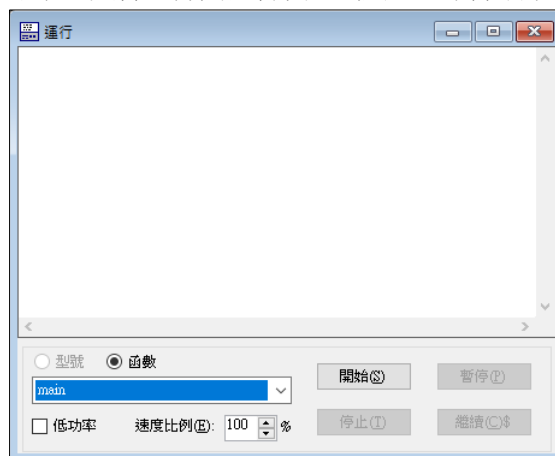 運行
型號 函數
main
開始(S) 暫停(P)
低功率 速度比例(E): 100 %
停止(T) 繼續(C)$